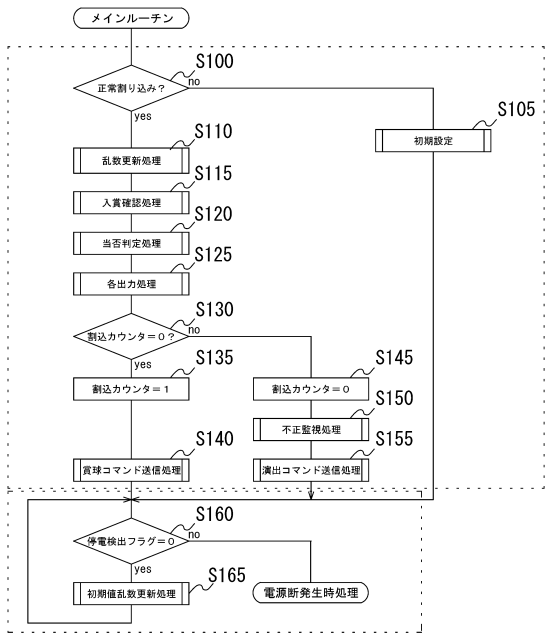 メインルーチン
S100
正常割り込み？
no
yes
S105
初期設定
S110
乱数更新処理
S115
入賞確認処理
S120
当否判定処理
S125
各出力処理
S130
割込カウンタ＝０？
no
yes
S135
割込カウンタ＝１
S145
割込カウンタ＝０
S150
不正監視処理
S140
賞球コマンド送信処理
S155
演出コマンド送信処理
S160
停電検出フラグ＝０
no
yes
S165
初期値乱数更新処理
電源断発生時処理